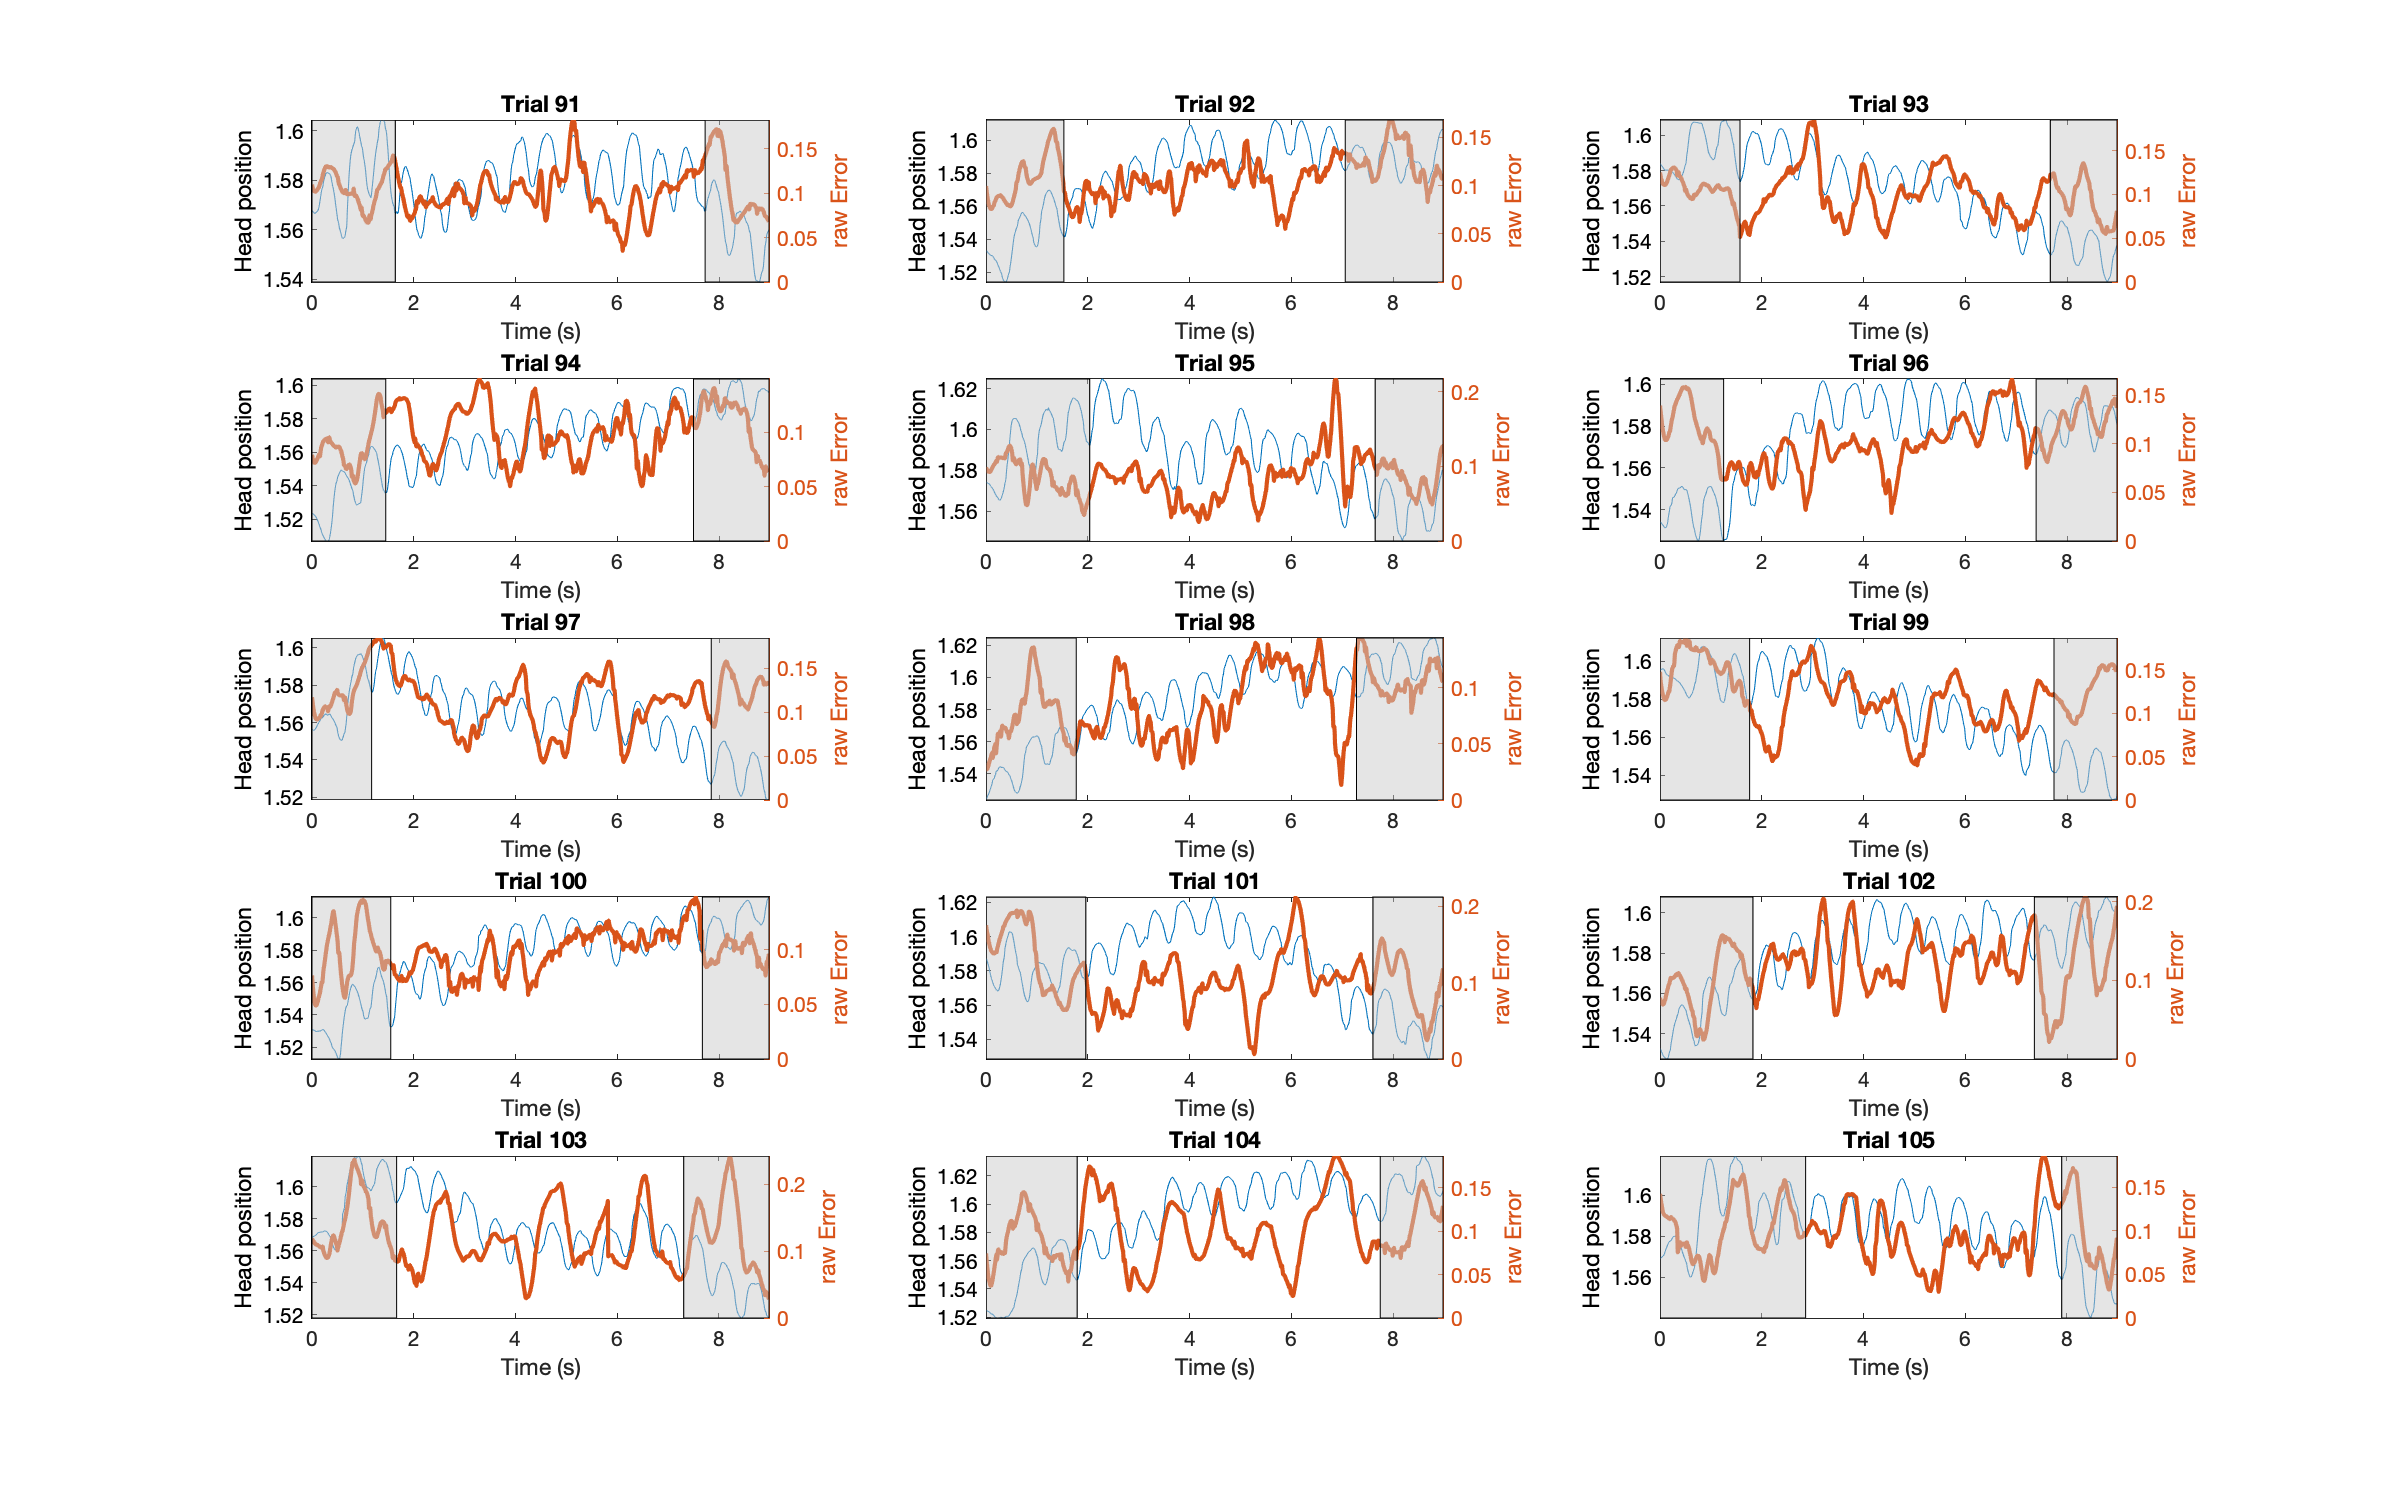 Trial 91
Head position
1.6
1.58
1.56
1.54
0.15
0.1
0.05
0
raw Error
0 2 4 6 8
Time (s)
Trial 92
Head position
1.6
1.58
1.56
1.54
1.52
0.15
0.1
0.05
0
raw Error
0 2 4 6 8
Time (s)
Trial 93
Head position
1.6
1.58
1.56
1.54
1.52
0.15
0.1
0.05
0
raw Error
0 2 4 6 8
Time (s)
Trial 94
Head position
1.6
1.58
1.56
1.54
1.52
0.1
0.05
0
raw Error
0 2 4 6 8
Time (s)
Trial 95
Head position
1.62
1.6
1.58
1.56
0.2
0.1
0
raw Error
0 2 4 6 8
Time (s)
Trial 96
Head position
1.6
1.58
1.56
1.54
0.15
0.1
0.05
0
raw Error
0 2 4 6 8
Time (s)
Trial 97
Head position
1.6
1.58
1.56
1.54
1.52
0.15
0.1
0.05
0
raw Error
0 2 4 6 8
Time (s)
Trial 98
Head position
1.62
1.6
1.58
1.56
1.54
0.1
0.05
0
raw Error
0 2 4 6 8
Time (s)
Trial 99
Head position
1.6
1.58
1.56
1.54
0.15
0.1
0.05
0
raw Error
0 2 4 6 8
Time (s)
Trial 100
Head position
1.6
1.58
1.56
1.54
1.52
0.1
0.05
0
raw Error
0 2 4 6 8
Time (s)
Trial 101
Head position
1.62
1.6
1.58
1.56
1.54
0.2
0.1
0
raw Error
0 2 4 6 8
Time (s)
Trial 102
Head position
1.6
1.58
1.56
1.54
0.2
0.1
0
raw Error
0 2 4 6 8
Time (s)
Trial 103
Head position
1.6
1.58
1.56
1.54
1.52
0.2
0.1
0
raw Error
0 2 4 6 8
Time (s)
Trial 104
Head position
1.62
1.6
1.58
1.56
1.54
1.52
0.15
0.1
0.05
0
raw Error
0 2 4 6 8
Time (s)
Trial 105
Head position
1.6
1.58
1.56
0.15
0.1
0.05
0
raw Error
0 2 4 6 8
Time (s)